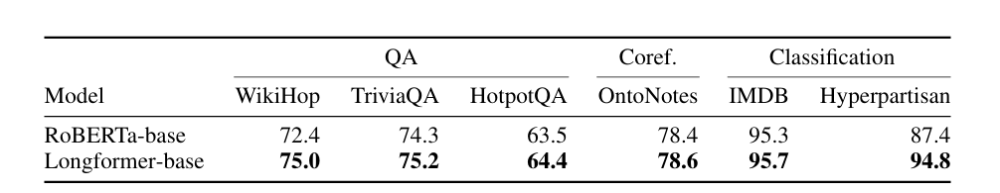 QA Coref. Classification
Model WikiHop TriviaQA HotpotQA OntoNotes IMDB Hyperpartisan
RoBERTa-base 72.4 74.3 63.5 78.4 95.3 87.4
Longformer-base 75.0 75.2 64.4 78.6 95.7 94.8